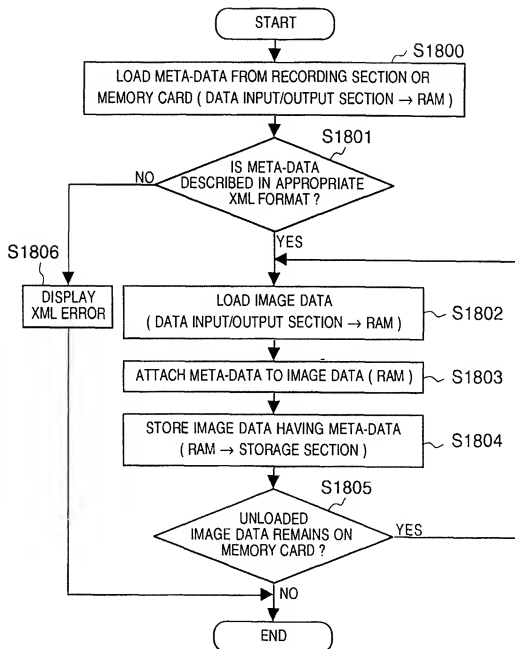 START
S1800
LOAD META-DATA FROM RECORDING SECTION OR
MEMORY CARD ( DATA INPUT/OUTPUT SECTION → RAM )
S1801
IS META-DATA
DESCRIBED IN APPROPRIATE
XML FORMAT ?
NO
YES
S1806
DISPLAY
XML ERROR
LOAD IMAGE DATA
( DATA INPUT/OUTPUT SECTION → RAM )
S1802
ATTACH META-DATA TO IMAGE DATA ( RAM )
S1803
STORE IMAGE DATA HAVING META-DATA
( RAM → STORAGE SECTION )
S1804
S1805
UNLOADED
IMAGE DATA REMAINS ON
MEMORY CARD ?
YES
NO
END